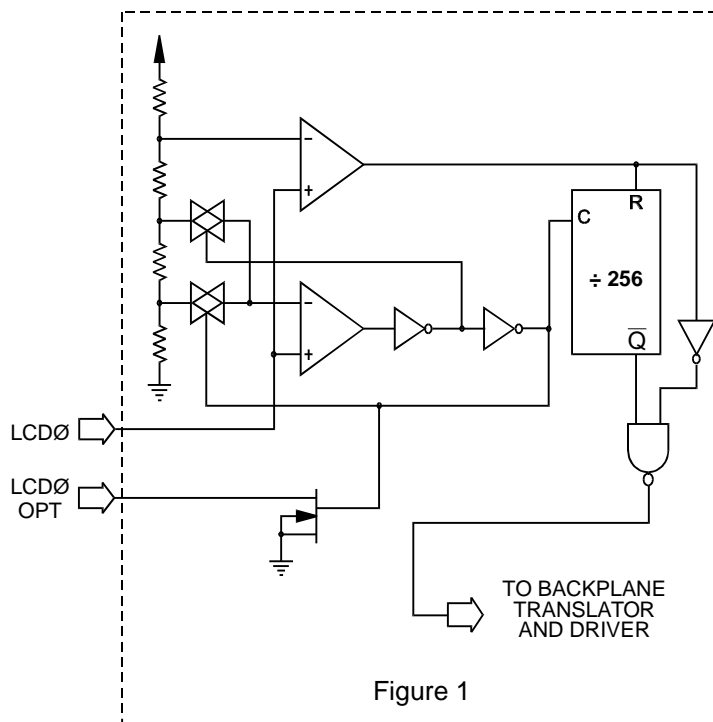 R
C
÷ 256
Q̅
LCDØ
LCDØ
OPT
TO BACKPLANE
TRANSLATOR
AND DRIVER
Figure 1